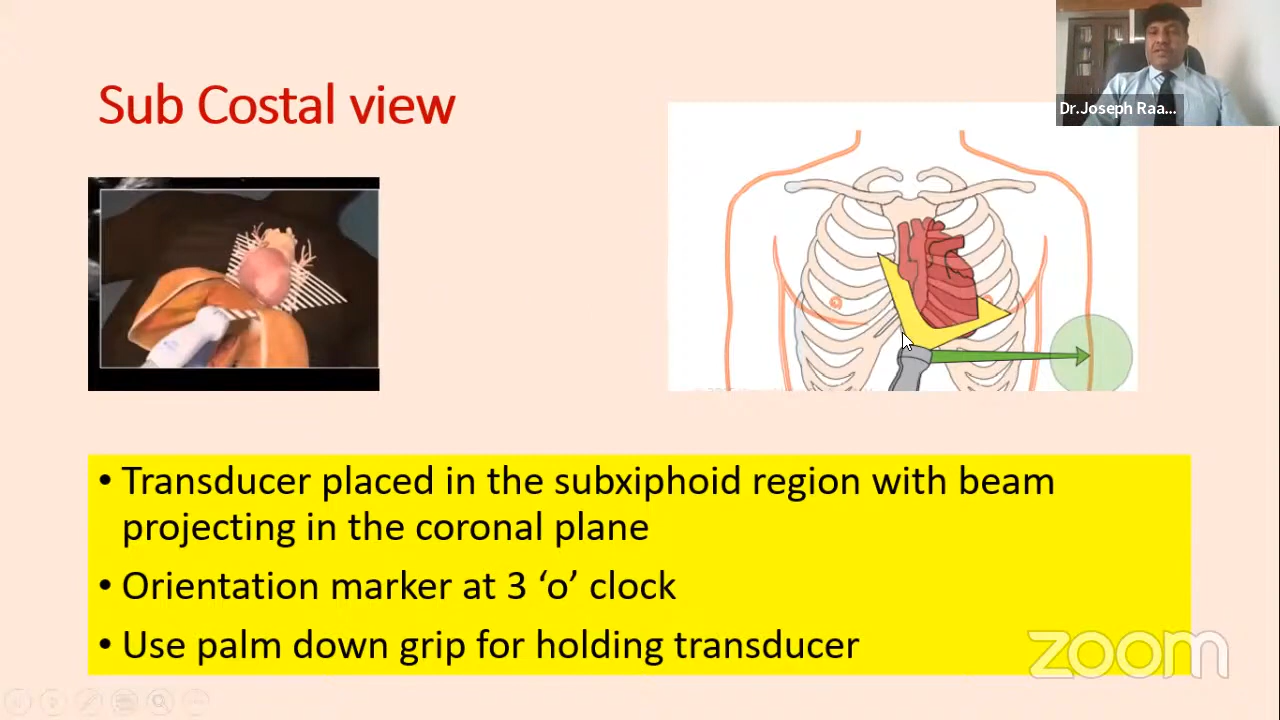 Dr.Joseph Raa...
Sub Costal view
• Transducer placed in the subxiphoid region with beam
projecting in the coronal plane
• Orientation marker at 3 ‘o’ clock
• Use palm down grip for holding transducer
zoom